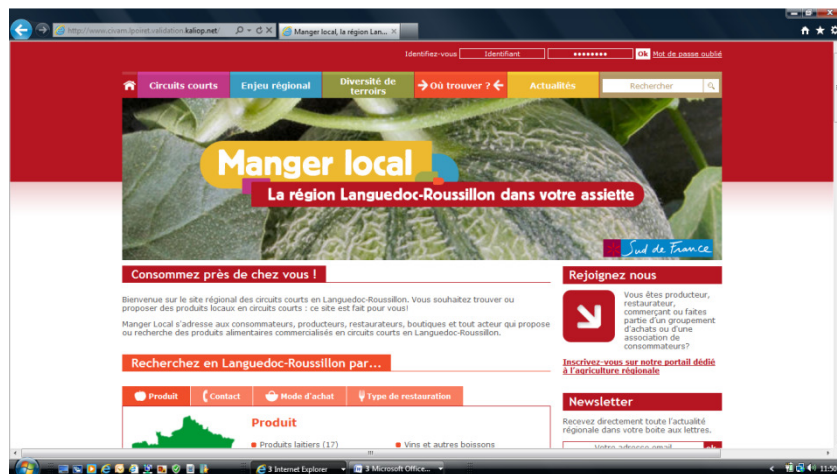 http://www.civam.lpoiret.validation.kaliop.net/
Manger local, la région Lan...
Identifiez-vous Identifiant •••••••• Ok Mot de passe oublié
Circuits courts
Enjeu régional
Diversité de
terroirs
Où trouver ?
Actualités
Rechercher
Manger local
La région Languedoc-Roussillon dans votre assiette
Sud de France
Consommez près de chez vous !
Bienvenue sur le site régional des circuits courts en Languedoc-Roussillon. Vous souhaitez trouver ou
proposer des produits locaux en circuits courts : ce site est fait pour vous!
Manger Local s'adresse aux consommateurs, producteurs, restaurateurs, boutiques et tout acteur qui propose
ou recherche des produits alimentaires commercialisés en circuits courts en Languedoc-Roussillon.
Recherchez en Languedoc-Roussillon par...
Produit
Contact
Mode d'achat
Type de restauration
Produit
Produits laitiers (17)
Vins et autres boissons
Rejoignez nous
Vous êtes producteur,
restaurateur,
commerçant ou faites
partie d'un groupement
d'achats ou d'une
association de
consommateurs?
Inscrivez-vous sur notre portail dédié
à l'agriculture régionale
Newsletter
Recevez directement toute l'actualité
régionale dans votre boite aux lettres.
Votre adresse email ok
3 Internet Explorer
3 Microsoft Office...
11:50